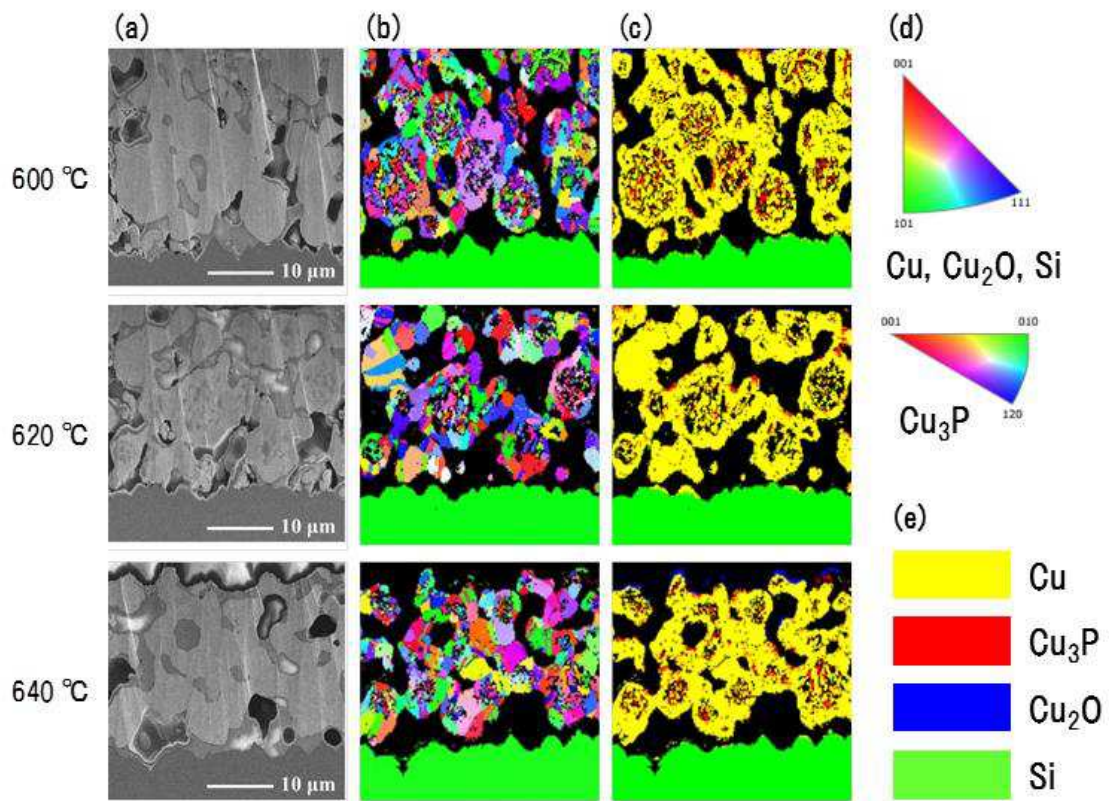 (a)
(b)
(c)
(d)
600 ℃
10 μm
001
101
111
Cu, Cu₂O, Si
620 ℃
10 μm
001
010
120
Cu₃P
(e)
640 ℃
10 μm
Cu
Cu₃P
Cu₂O
Si